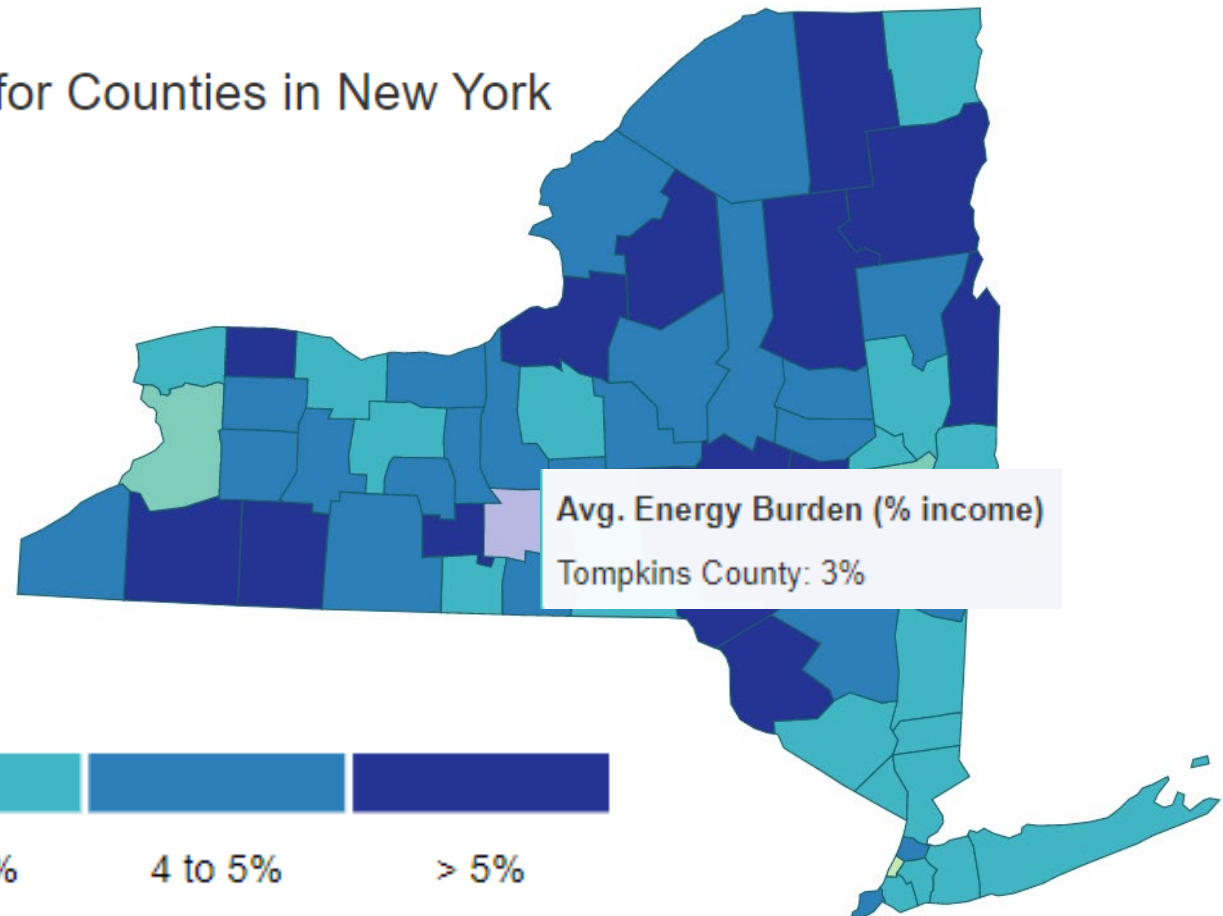 for Counties in New York
Avg. Energy Burden (% income)
Tompkins County: 3%
% 4 to 5% > 5%